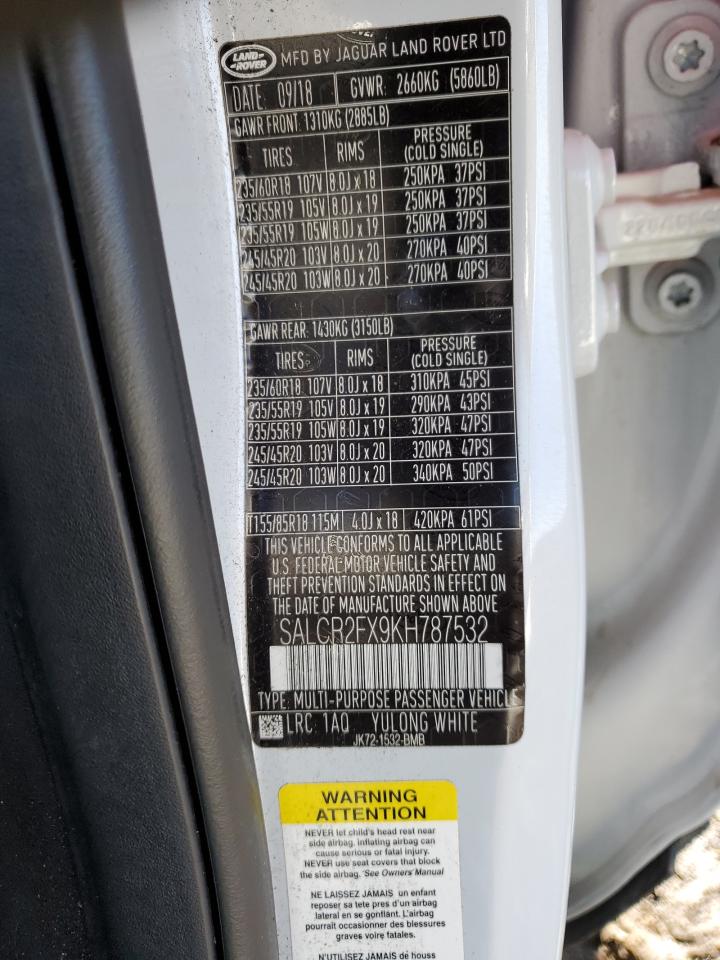 LAND ROVER MFD BY JAGUAR LAND ROVER LTD
DATE: 09/18 GVWR: 2660KG (5860LB)
GAWR FRONT: 1310KG (2885LB)
TIRES RIMS PRESSURE (COLD SINGLE)
235/60R18 107V 8.0J x 18 250KPA 37PSI
235/55R19 105V 8.0J x 19 250KPA 37PSI
235/55R19 105W 8.0J x 19 250KPA 37PSI
245/45R20 103V 8.0J x 20 270KPA 40PSI
245/45R20 103W 8.0J x 20 270KPA 40PSI
GAWR REAR: 1430KG (3150LB)
TIRES RIMS PRESSURE (COLD SINGLE)
235/60R18 107V 8.0J x 18 310KPA 45PSI
235/55R19 105V 8.0J x 19 290KPA 43PSI
235/55R19 105W 8.0J x 19 320KPA 47PSI
245/45R20 103V 8.0J x 20 320KPA 47PSI
245/45R20 103W 8.0J x 20 340KPA 50PSI
T155/85R18 115M 4.0J x 18 420KPA 61PSI
THIS VEHICLE CONFORMS TO ALL APPLICABLE
U.S. FEDERAL MOTOR VEHICLE SAFETY AND
THEFT PREVENTION STANDARDS IN EFFECT ON
THE DATE OF MANUFACTURE SHOWN ABOVE
SALCR2FX9KH787532
TYPE: MULTI-PURPOSE PASSENGER VEHICLE
LRC 1AQ YULONG WHITE
JK72-1532-BMB
WARNING
ATTENTION
NEVER let child's head rest near
side airbag, inflating airbag can
cause serious or fatal injury.
NEVER use seat covers that block
the side airbag. See Owners' Manual
NE LAISSEZ JAMAIS un enfant
reposer sa tete pres d'un airbag
lateral en se gonflant. L'airbag
pourrait occasionner des blessures
graves voire fatales.
N'UTILISEZ JAMAIS de houss